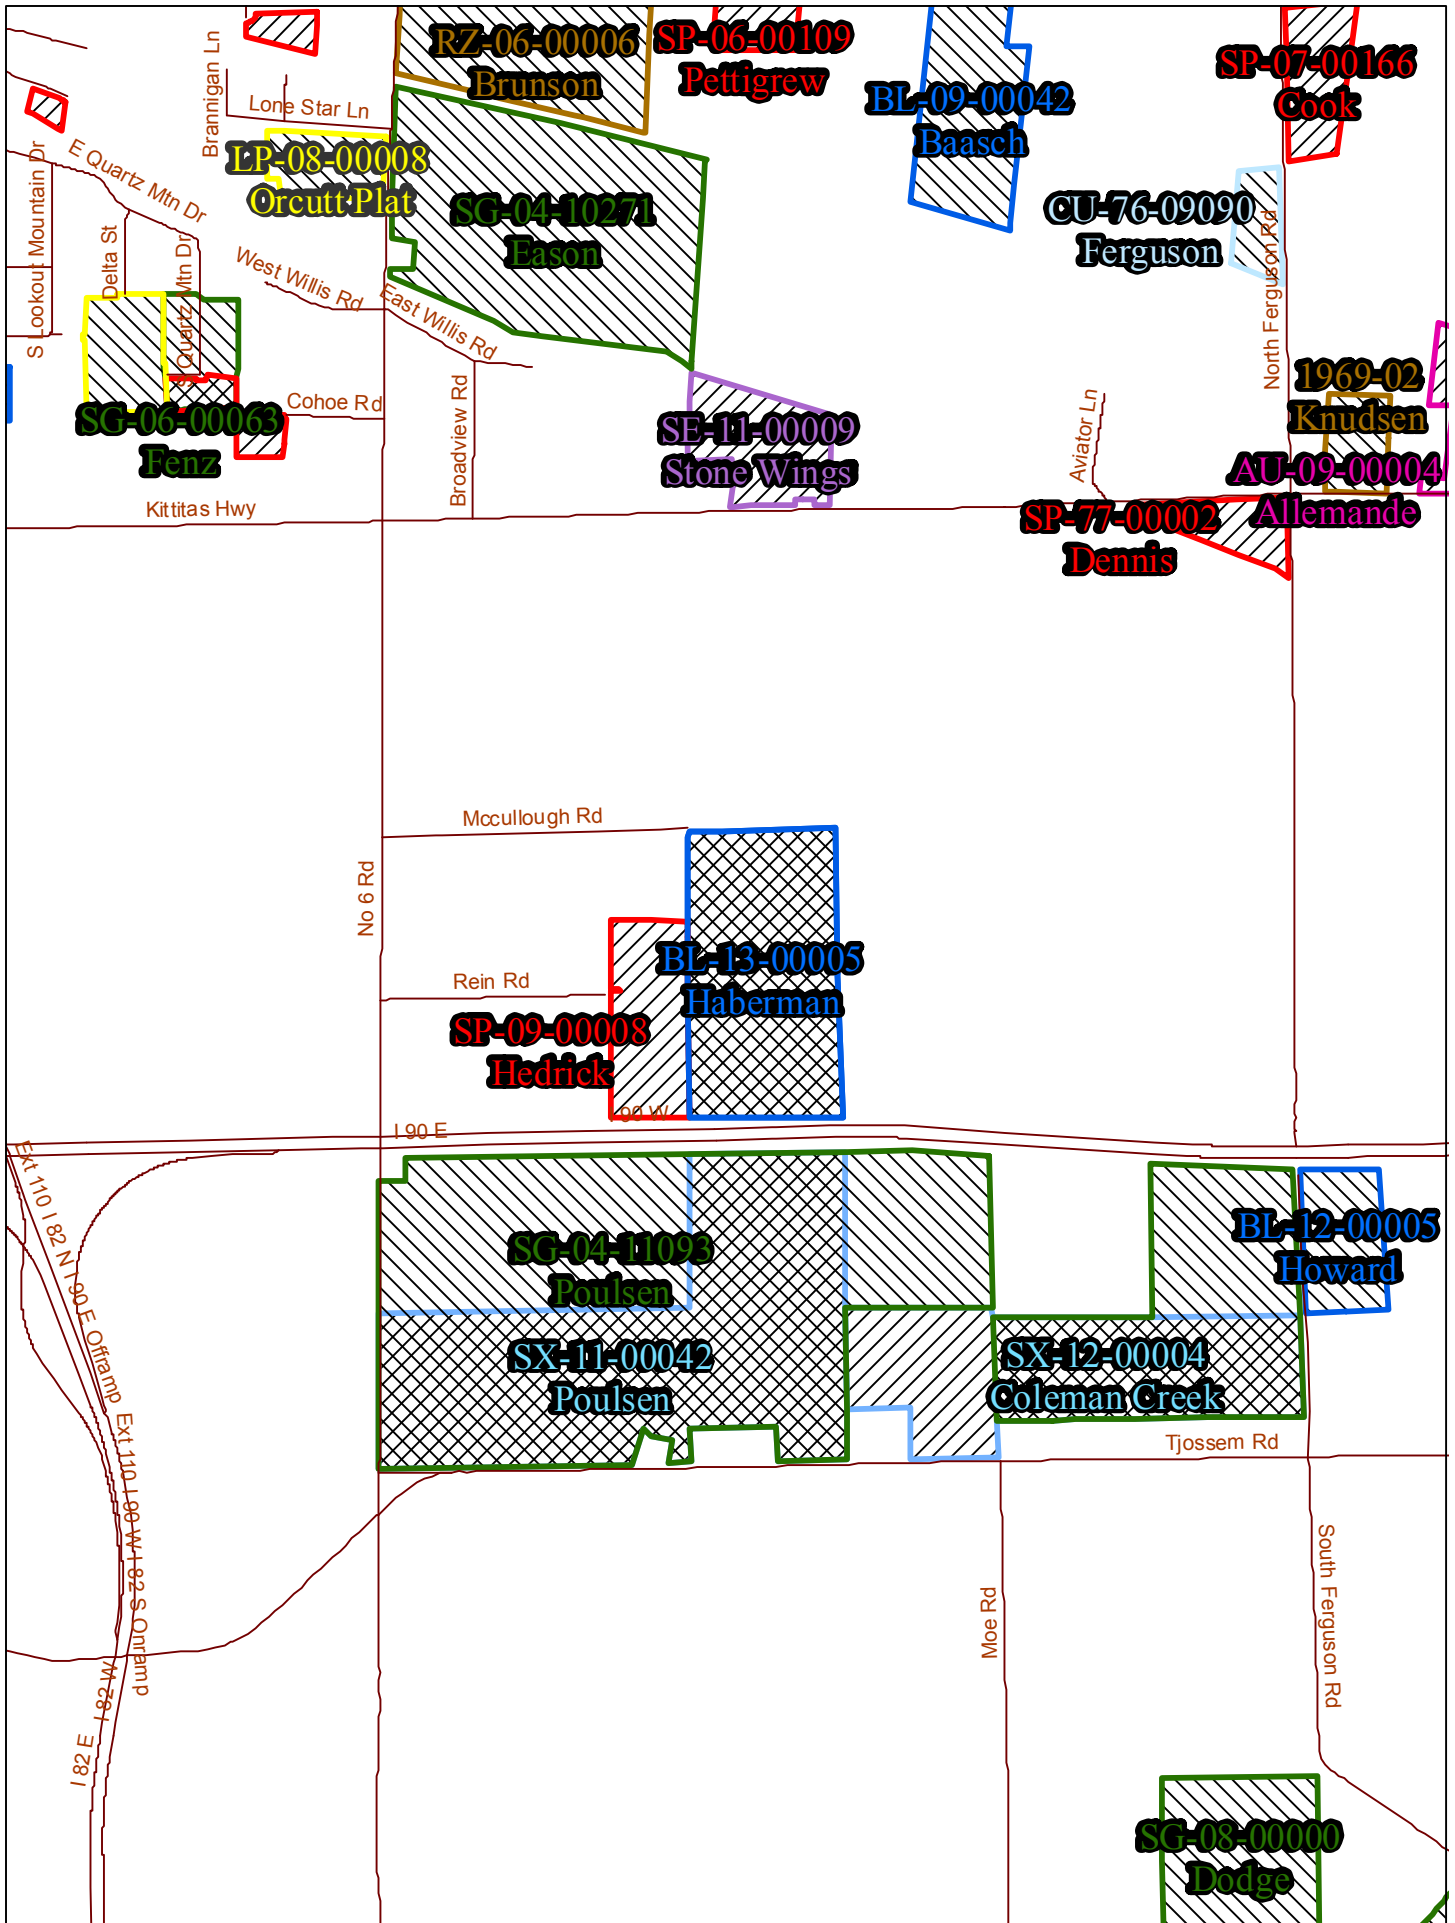 RZ-06-00006
Brunson
SP-06-00109
Pettigrew
BL-09-00042
Baasch
SP-07-00166
Cook
Brannigan Ln
Lone Star Ln
LP-08-00008
Orcutt Plat
S Lookout Mountain Dr
E Quartz Mtn Dr
SG-04-10271
Eason
CU-76-09090
Ferguson
North Ferguson Rd
Delta St
Quartz Mtn Dr
West Willis Rd
East Willis Rd
SG-06-00063
Fenz
Cohoe Rd
Broadview Rd
SE-11-00009
Stone Wings
Aviator Ln
1969-02
Knudsen
AU-09-00004
Allemande
Kittitas Hwy
SP-77-00002
Dennis
Mccullough Rd
No 6 Rd
BL-13-00005
Haberman
Rein Rd
SP-09-00008
Hedrick
I 90 W
I 90 E
Ext 110 I 82 N I 90 E Offramp
SG-04-11093
Poulsen
BL-12-00005
Howard
SX-11-00042
Poulsen
SX-12-00004
Coleman Creek
Tjossem Rd
Ext 110 I 90 W I 82 S Onramp
South Ferguson Rd
Moe Rd
I 82 W
I 82 E
SG-08-00000
Dodge